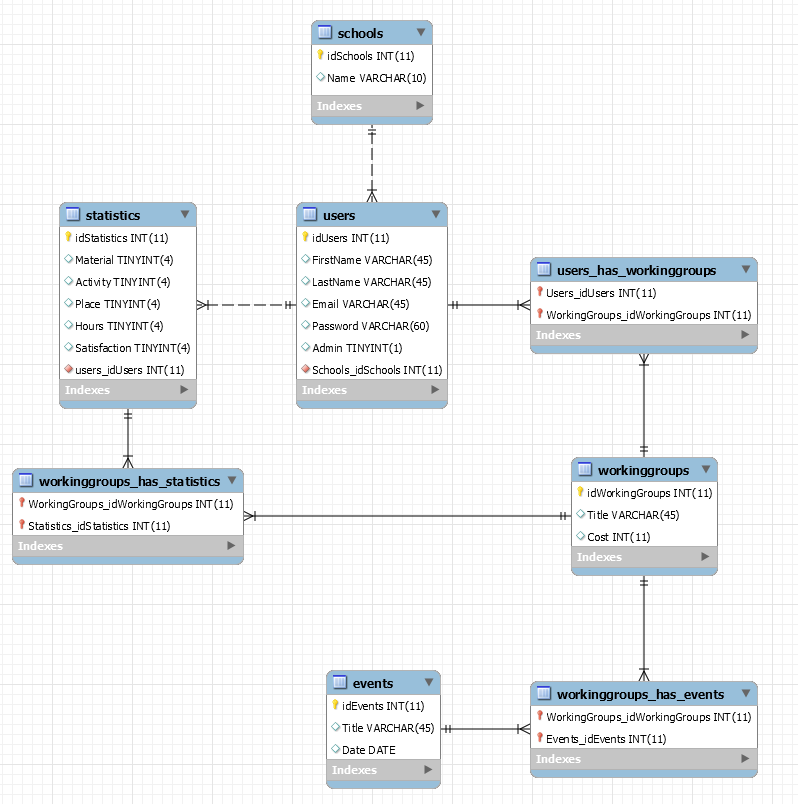 schools
idSchools INT(11)
Name VARCHAR(10)
Indexes
statistics
idStatistics INT(11)
Material TINYINT(4)
Activity TINYINT(4)
Place TINYINT(4)
Hours TINYINT(4)
Satisfaction TINYINT(4)
users_idUsers INT(11)
Indexes
users
idUsers INT(11)
FirstName VARCHAR(45)
LastName VARCHAR(45)
Email VARCHAR(45)
Password VARCHAR(60)
Admin TINYINT(1)
Schools_idSchools INT(11)
Indexes
users_has_workinggroups
Users_idUsers INT(11)
WorkingGroups_idWorkingGroups INT(11)
Indexes
workinggroups_has_statistics
WorkingGroups_idWorkingGroups INT(11)
Statistics_idStatistics INT(11)
Indexes
workinggroups
idWorkingGroups INT(11)
Title VARCHAR(45)
Cost INT(11)
Indexes
events
idEvents INT(11)
Title VARCHAR(45)
Date DATE
Indexes
workinggroups_has_events
WorkingGroups_idWorkingGroups INT(11)
Events_idEvents INT(11)
Indexes